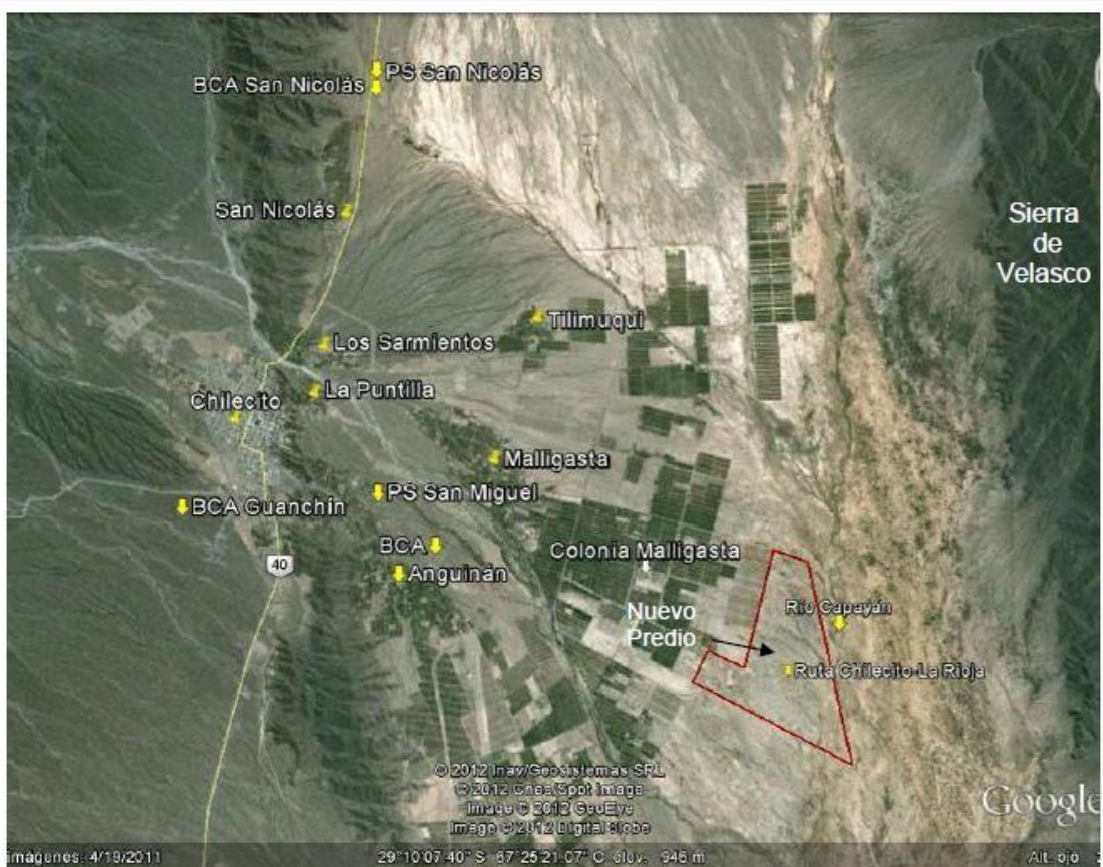 PS San Nicolás
BCA San Nicolás
San Nicolás
Sierra
de
Velasco
Tilimuqui
Los Sarmientos
La Puntilla
Chilecito
Malligasta
PS San Miguel
BCA Guanchín
BCA
Colonia Malligasta
40
Anguinán
Nuevo
Predio
Río Capayán
Ruta Chilecito-La Rioja
© 2012 Inav/Geosistemas SRL
© 2012 Cnes/Spot Image
Image © 2012 GeoEye
Image © 2012 DigitalGlobe
Google
imágenes: 4/19/2011
29°10'07.40" S 67°25'21.07" O elev. 946 m
Alt. ojo